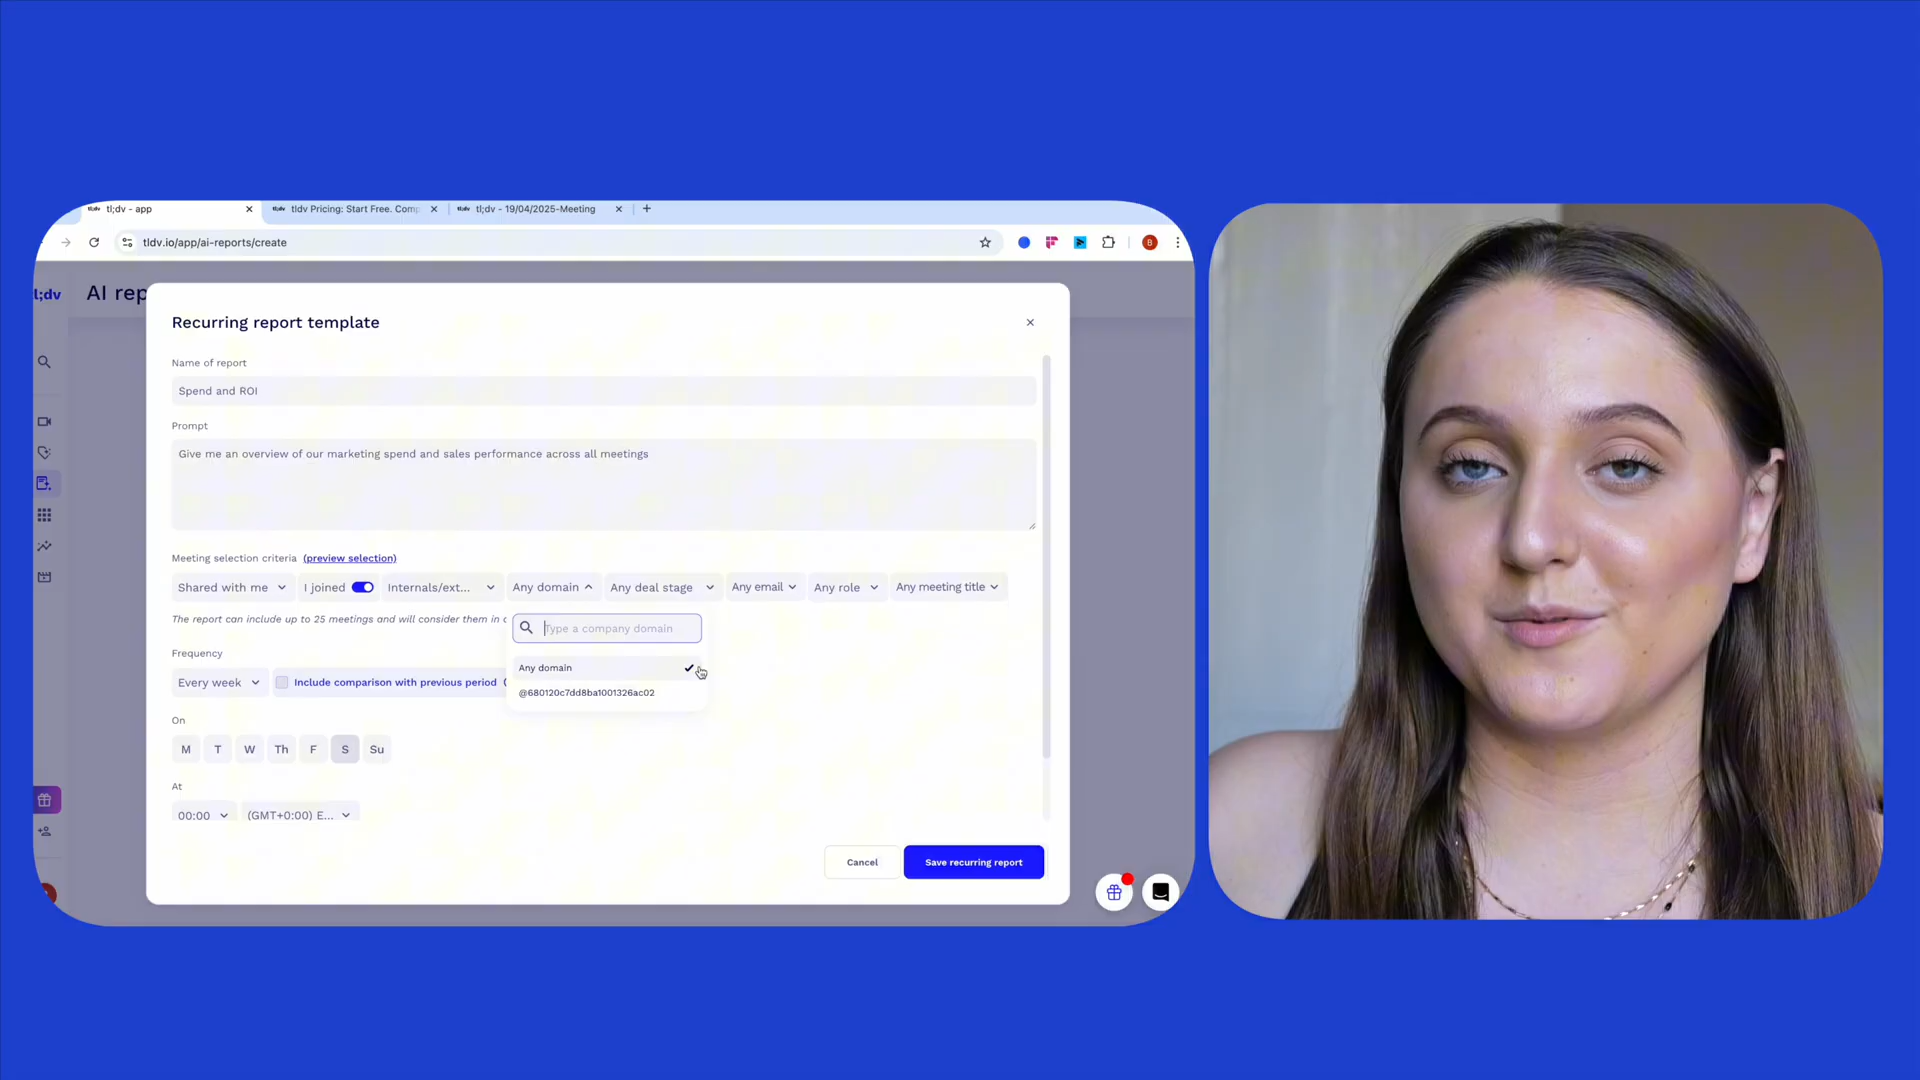 tl;dv tl;dv - app
tldv tldv Pricing: Start Free. Comp
tl;dv tl;dv - 19/04/2025-Meeting
tldv.io/app/ai-reports/create
B
l;dv
AI rep
Recurring report template
Name of report
Spend and ROI
Prompt
Give me an overview of our marketing spend and sales performance across all meetings
Meeting selection criteria (preview selection)
Shared with me I joined Internals/ext... Any domain Any deal stage Any email Any role Any meeting title
The report can include up to 25 meetings and will consider them in
Type a company domain
Frequency
Any domain
Every week Include comparison with previous period
@680120c7dd8ba1001326ac02
On
M T W Th F S Su
At
00:00 (GMT+0:00) E...
Cancel Save recurring report